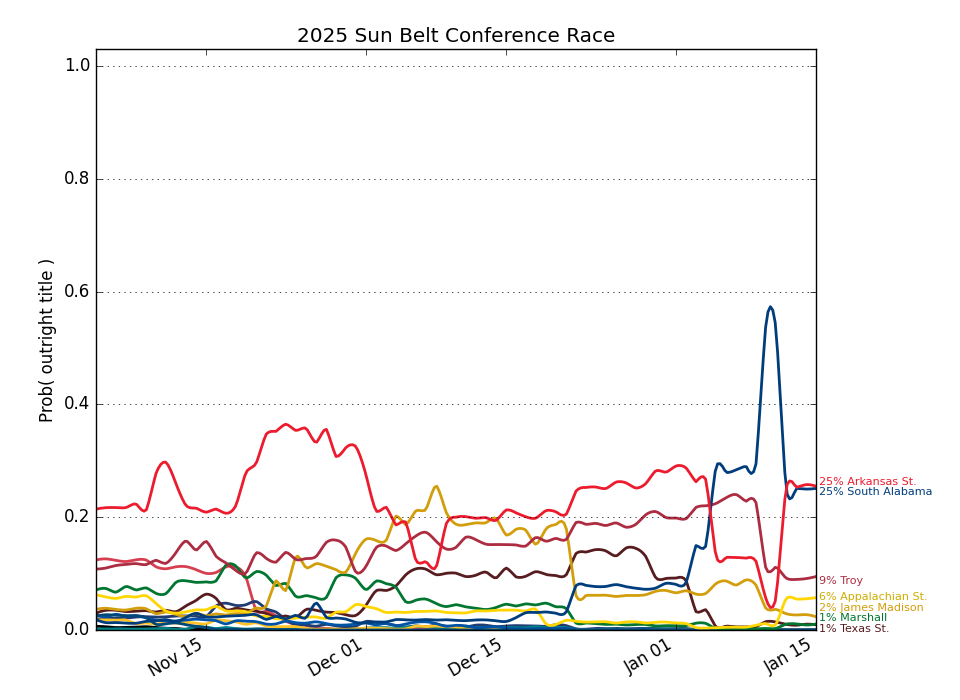 2025 Sun Belt Conference Race
Prob( outright title )
1.0
0.8
0.6
0.4
0.2
0.0
Nov 15
Dec 01
Dec 15
Jan 01
Jan 15
25% Arkansas St.
25% South Alabama
9% Troy
6% Appalachian St.
2% James Madison
1% Marshall
1% Texas St.